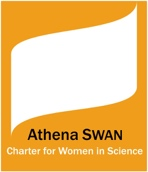 Athena SWAN
Charter for Women in Science